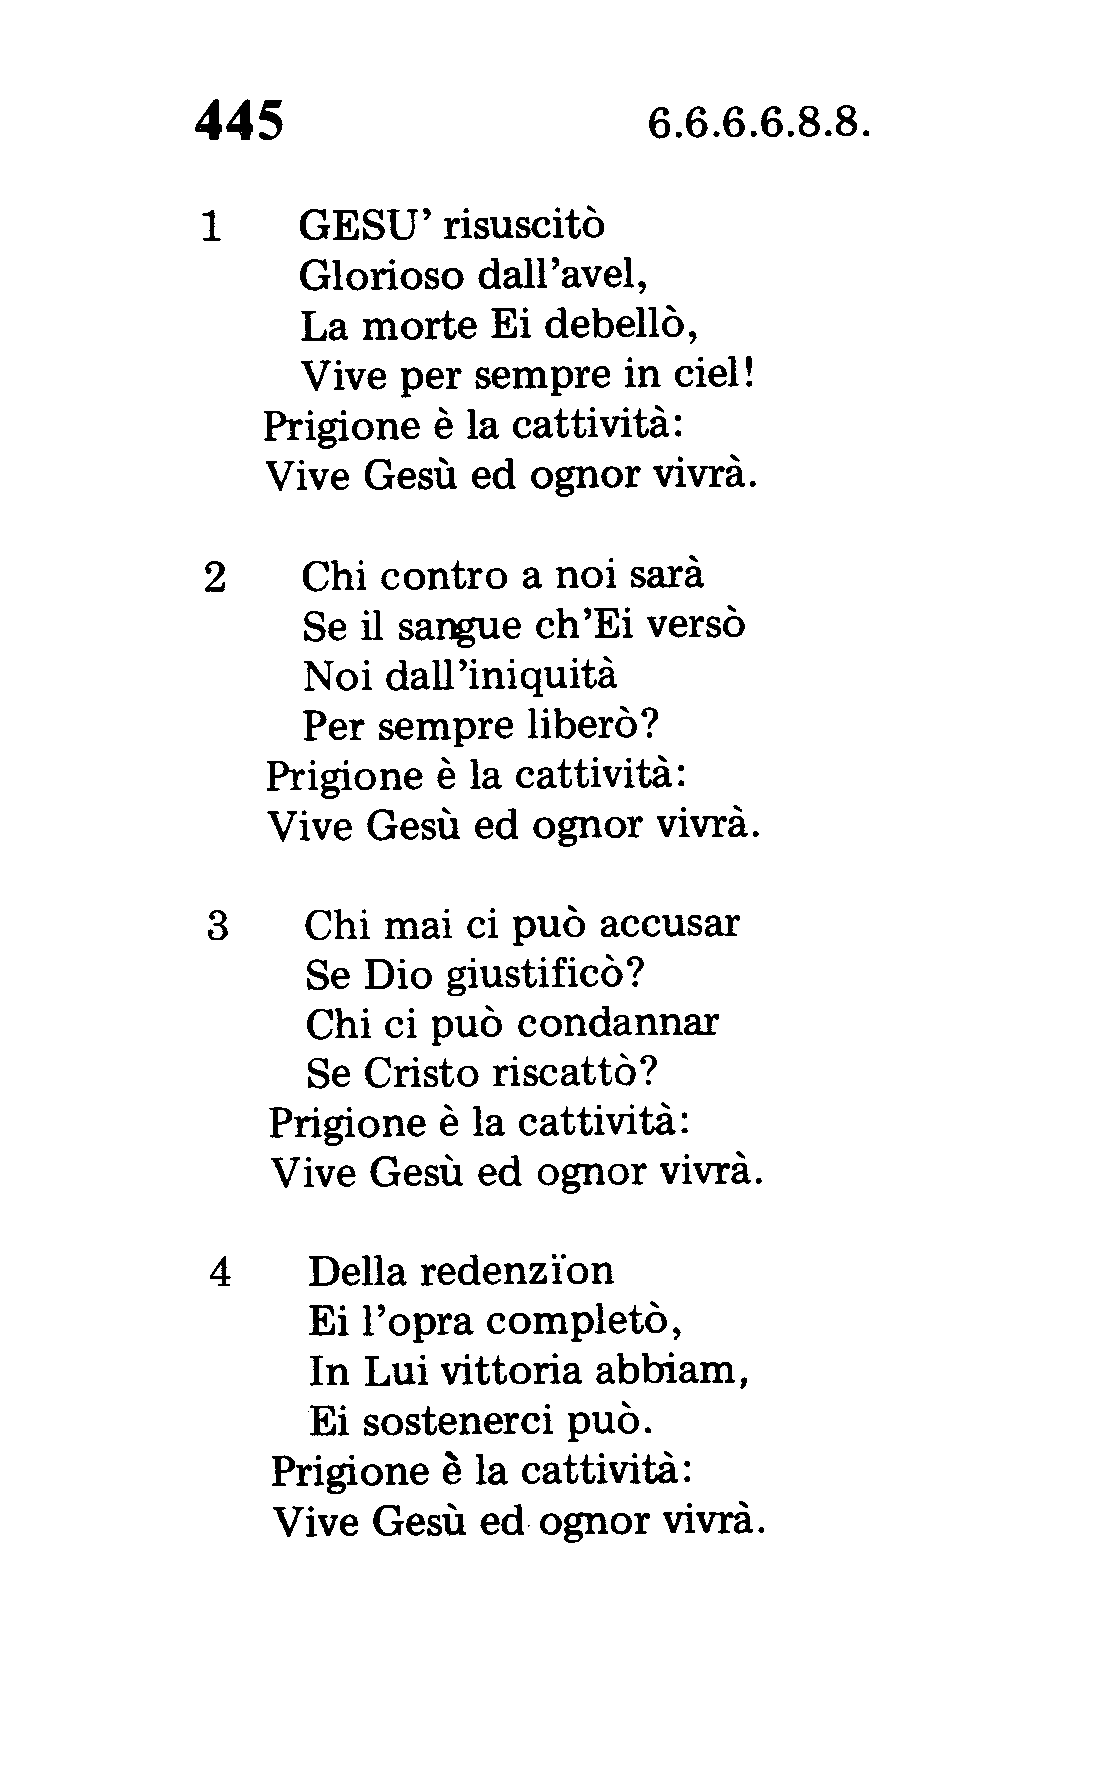 445 6.6.6.6.8.8.
1 GESU’ risuscitò
Glorioso dall’avel,
La morte Ei debellò,
Vive per sempre in ciel!
Prigione è la cattività:
Vive Gesù ed ognor vivrà.
2 Chi contro a noi sarà
Se il sangue ch’Ei versò
Noi dall’iniquità
Per sempre liberò?
Prigione è la cattività:
Vive Gesù ed ognor vivrà.
3 Chi mai ci può accusar
Se Dio giustificò?
Chi ci può condannar
Se Cristo riscattò?
Prigione è la cattività:
Vive Gesù ed ognor vivrà.
4 Della redenzïon
Ei l’opra completò,
In Lui vittoria abbiam,
Ei sostenerci può.
Prigione è la cattività:
Vive Gesù ed ognor vivrà.